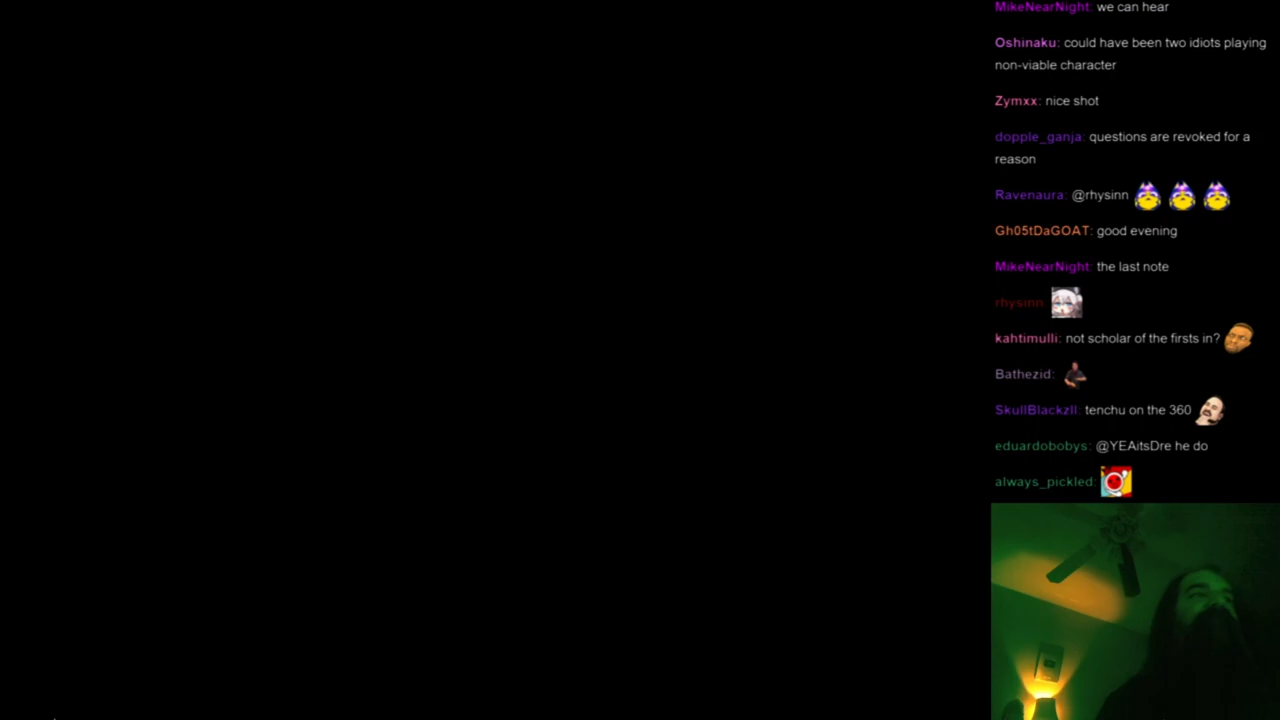 MikeNearNight: we can hear
Oshinaku: could have been two idiots playing
non-viable character
Zymxx: nice shot
dopple_ganja: questions are revoked for a
reason
Ravenaura: @rhysinn
Gh05tDaGOAT: good evening
MikeNearNight: the last note
rhysinn
kahtimulli: not scholar of the firsts in?
Bathezid:
SkullBlackzll: tenchu on the 360
eduardobobys: @YEAitsDre he do
always_pickled: